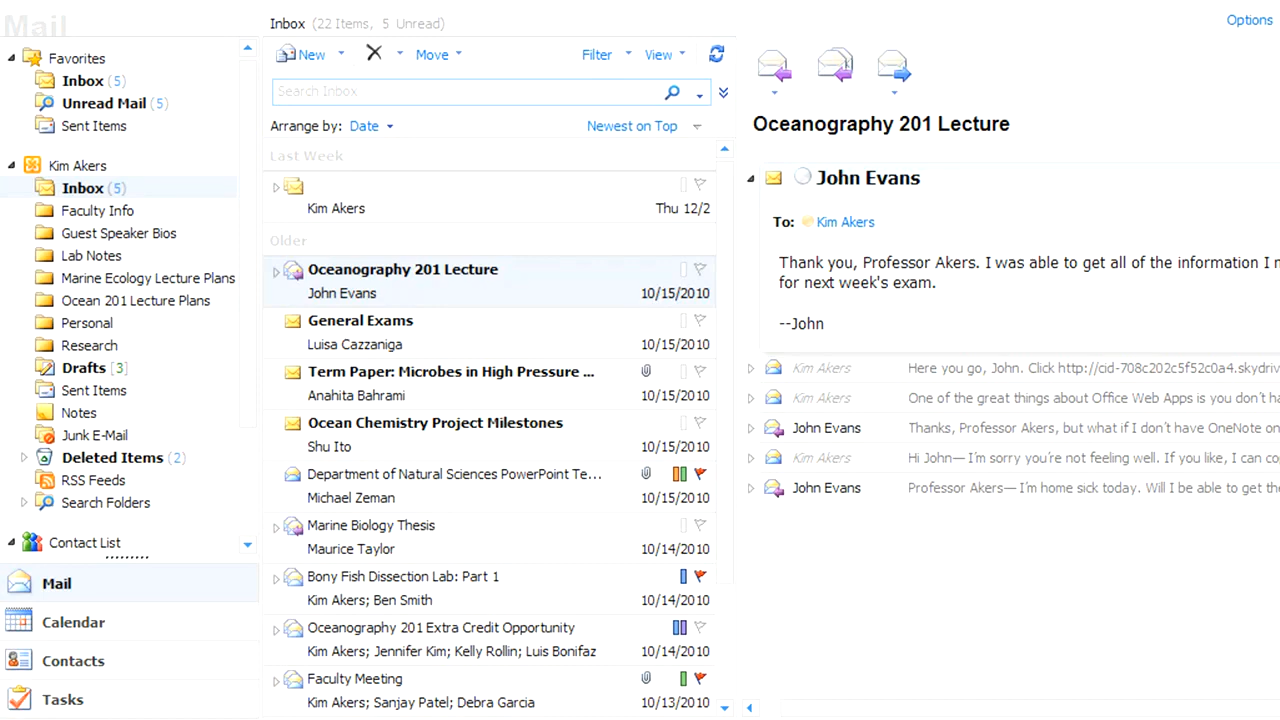 Mail
Favorites
Inbox (5)
Unread Mail (5)
Sent Items
Kim Akers
Inbox (5)
Faculty Info
Guest Speaker Bios
Lab Notes
Marine Ecology Lecture Plans
Ocean 201 Lecture Plans
Personal
Research
Drafts [3]
Sent Items
Notes
Junk E-Mail
Deleted Items (2)
RSS Feeds
Search Folders
Contact List
Mail
Calendar
Contacts
Tasks
Inbox (22 Items, 5 Unread)
New Move Filter View
Search Inbox
Arrange by: Date Newest on Top
Last Week
Kim Akers Thu 12/2
Older
Oceanography 201 Lecture
John Evans 10/15/2010
General Exams
Luisa Cazzaniga 10/15/2010
Term Paper: Microbes in High Pressure ...
Anahita Bahrami 10/15/2010
Ocean Chemistry Project Milestones
Shu Ito 10/15/2010
Department of Natural Sciences PowerPoint Te...
Michael Zeman 10/15/2010
Marine Biology Thesis
Maurice Taylor 10/14/2010
Bony Fish Dissection Lab: Part 1
Kim Akers; Ben Smith 10/14/2010
Oceanography 201 Extra Credit Opportunity
Kim Akers; Jennifer Kim; Kelly Rollin; Luis Bonifaz 10/14/2010
Faculty Meeting
Kim Akers; Sanjay Patel; Debra Garcia 10/13/2010
Options
Oceanography 201 Lecture
John Evans
To: Kim Akers
Thank you, Professor Akers. I was able to get all of the information I
for next week's exam.
--John
Kim Akers Here you go, John. Click http://cid-708c202c5f52c0a4.skydriv
Kim Akers One of the great things about Office Web Apps is you don't
John Evans Thanks, Professor Akers, but what if I don't have OneNote on
Kim Akers Hi John— I'm sorry you're not feeling well. If you like, I can
John Evans Professor Akers— I'm home sick today. Will I be able to get